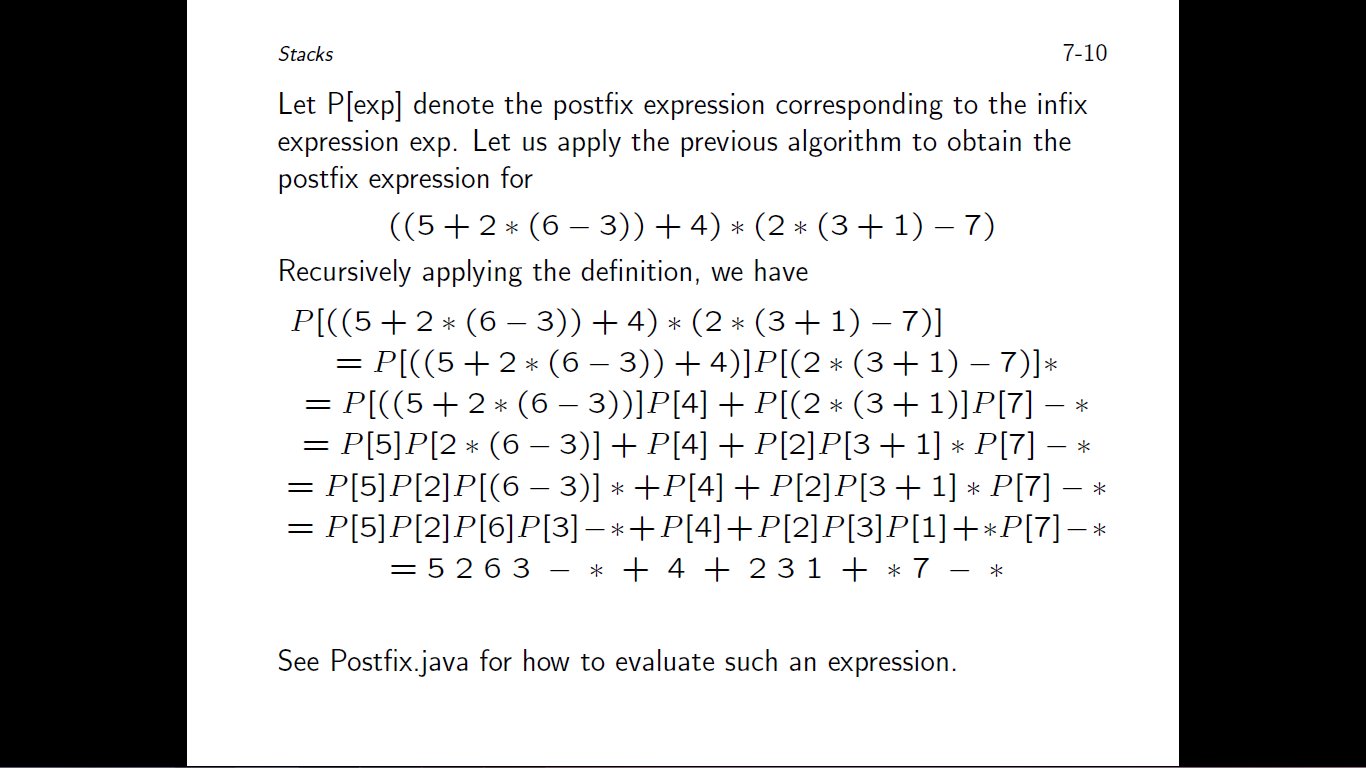 Stacks 7-10
Let P[exp] denote the postfix expression corresponding to the infix
expression exp. Let us apply the previous algorithm to obtain the
postfix expression for
((5 + 2 ∗ (6 − 3)) + 4) ∗ (2 ∗ (3 + 1) − 7)
Recursively applying the definition, we have
P[((5 + 2 ∗ (6 − 3)) + 4) ∗ (2 ∗ (3 + 1) − 7)]
= P[((5 + 2 ∗ (6 − 3)) + 4)]P[(2 ∗ (3 + 1) − 7)]∗
= P[((5 + 2 ∗ (6 − 3))]P[4] + P[(2 ∗ (3 + 1)]P[7] − ∗
= P[5]P[2 ∗ (6 − 3)] + P[4] + P[2]P[3 + 1] ∗ P[7] − ∗
= P[5]P[2]P[(6 − 3)] ∗ +P[4] + P[2]P[3 + 1] ∗ P[7] − ∗
= P[5]P[2]P[6]P[3]−∗+P[4]+P[2]P[3]P[1]+∗P[7]−∗
= 5 2 6 3 − ∗ + 4 + 2 3 1 + ∗ 7 − ∗
See Postfix.java for how to evaluate such an expression.